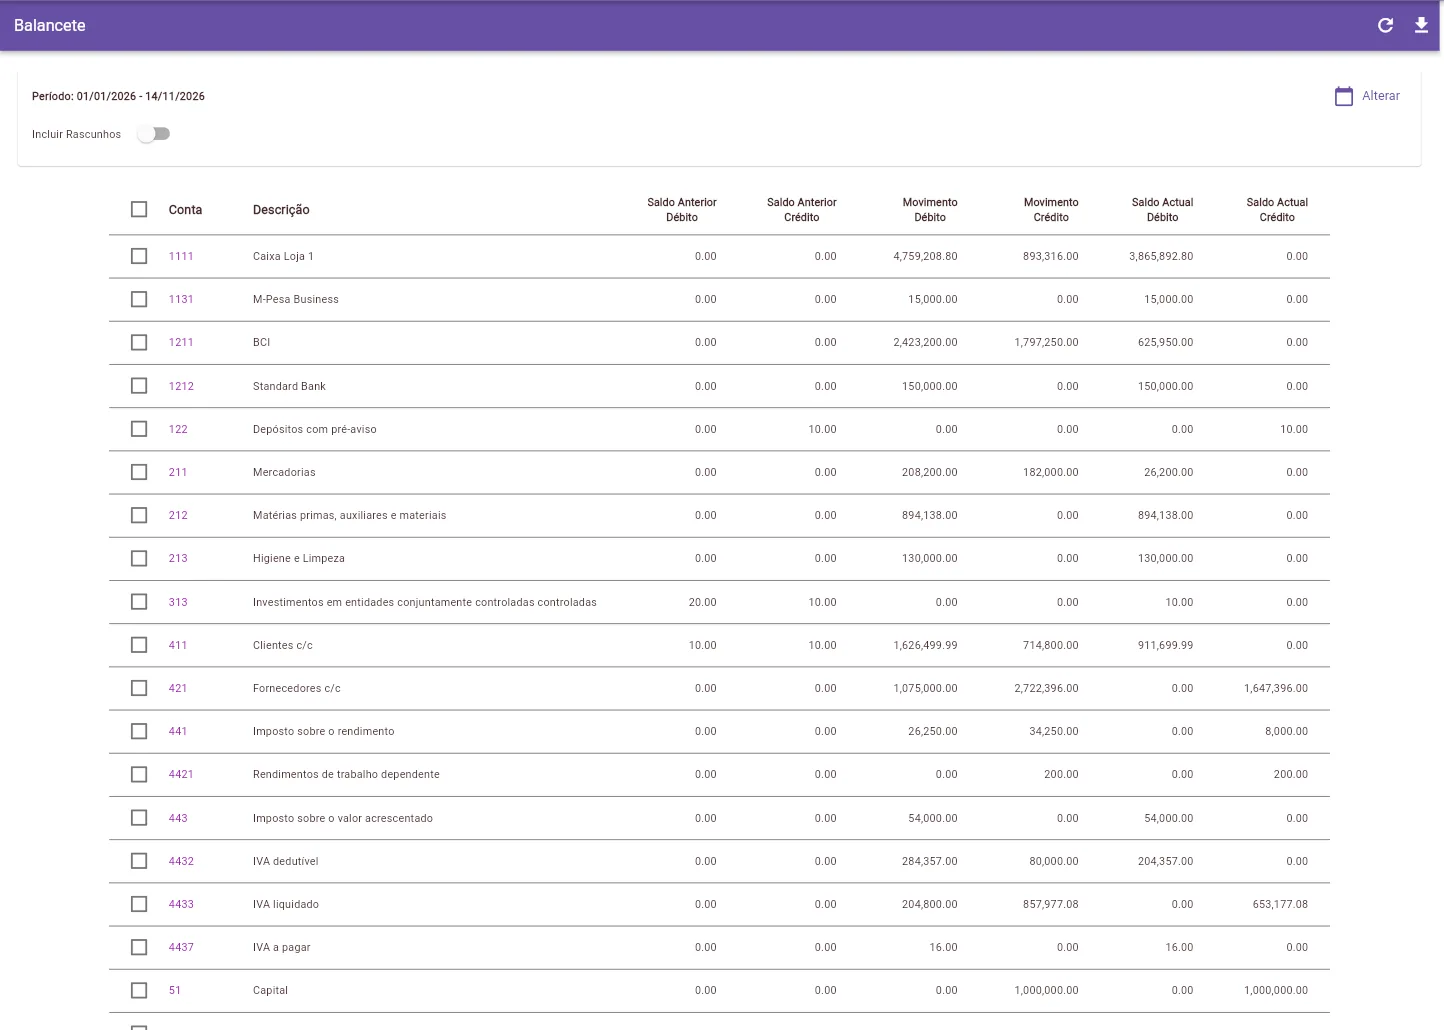 Balancete
Período: 01/01/2026 - 14/11/2026
Alterar
Incluir Rascunhos
Conta Descrição Saldo Anterior Débito Saldo Anterior Crédito Movimento Débito Movimento Crédito Saldo Actual Débito Saldo Actual Crédito
1111 Caixa Loja 1 0.00 0.00 4,759,208.80 893,316.00 3,865,892.80 0.00
1131 M-Pesa Business 0.00 0.00 15,000.00 0.00 15,000.00 0.00
1211 BCI 0.00 0.00 2,423,200.00 1,797,250.00 625,950.00 0.00
1212 Standard Bank 0.00 0.00 150,000.00 0.00 150,000.00 0.00
122 Depósitos com pré-aviso 0.00 10.00 0.00 0.00 0.00 10.00
211 Mercadorias 0.00 0.00 208,200.00 182,000.00 26,200.00 0.00
212 Matérias primas, auxiliares e materiais 0.00 0.00 894,138.00 0.00 894,138.00 0.00
213 Higiene e Limpeza 0.00 0.00 130,000.00 0.00 130,000.00 0.00
313 Investimentos em entidades conjuntamente controladas controladas 20.00 10.00 0.00 0.00 10.00 0.00
411 Clientes c/c 10.00 10.00 1,626,499.99 714,800.00 911,699.99 0.00
421 Fornecedores c/c 0.00 0.00 1,075,000.00 2,722,396.00 0.00 1,647,396.00
441 Imposto sobre o rendimento 0.00 0.00 26,250.00 34,250.00 0.00 8,000.00
4421 Rendimentos de trabalho dependente 0.00 0.00 0.00 200.00 0.00 200.00
443 Imposto sobre o valor acrescentado 0.00 0.00 54,000.00 0.00 54,000.00 0.00
4432 IVA dedutível 0.00 0.00 284,357.00 80,000.00 204,357.00 0.00
4433 IVA liquidado 0.00 0.00 204,800.00 857,977.08 0.00 653,177.08
4437 IVA a pagar 0.00 0.00 16.00 0.00 16.00 0.00
51 Capital 0.00 0.00 0.00 1,000,000.00 0.00 1,000,000.00